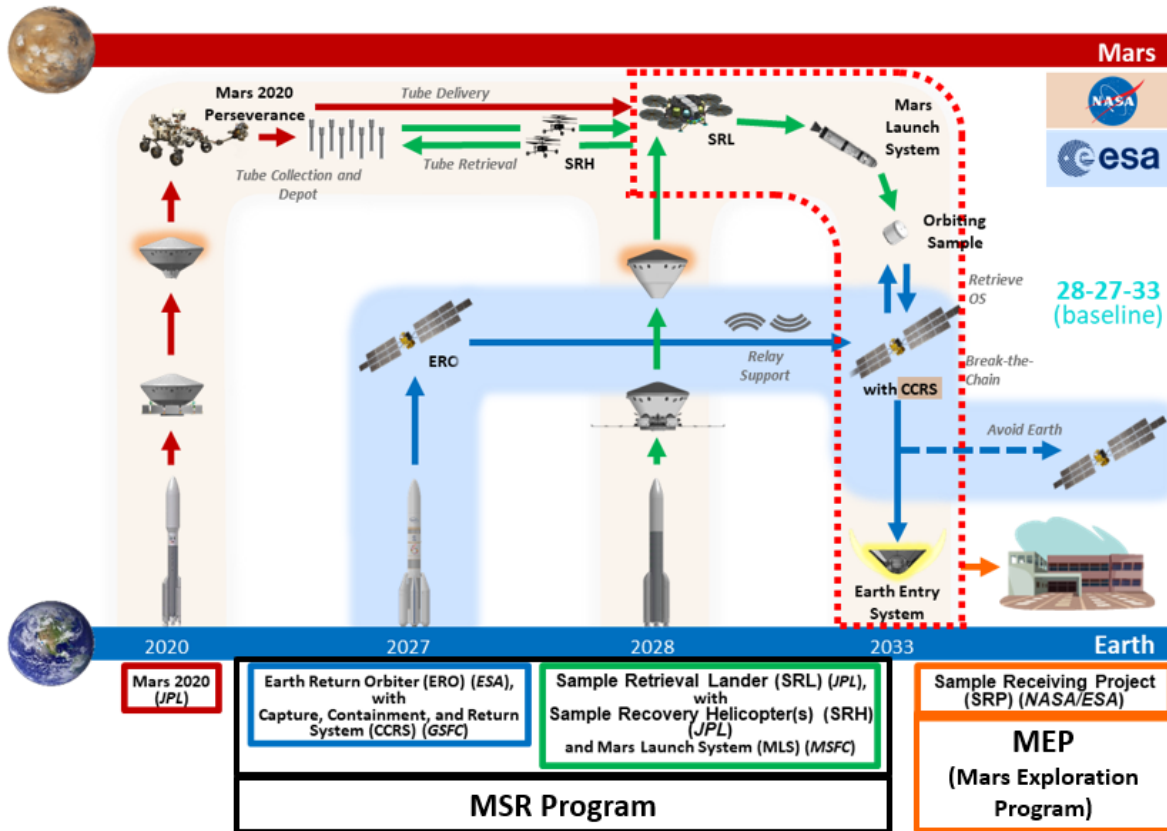 Mars
Mars 2020
Perseverance
Tube Delivery
Tube Retrieval
Tube Collection and
Depot
SRH
SRL
Mars
Launch
System
NASA
esa
Orbiting
Sample
Retrieve
OS
28-27-33
(baseline)
ERO
Relay
Support
Break-the-
Chain
with CCRS
Avoid Earth
Earth Entry
System
2020
2027
2028
2033
Earth
Mars 2020
(JPL)
Earth Return Orbiter (ERO) (ESA),
with
Capture, Containment, and Return
System (CCRS) (GSFC)
Sample Retrieval Lander (SRL) (JPL),
with
Sample Recovery Helicopter(s) (SRH)
(JPL)
and Mars Launch System (MLS) (MSFC)
Sample Receiving Project
(SRP) (NASA/ESA)
MSR Program
MEP
(Mars Exploration
Program)